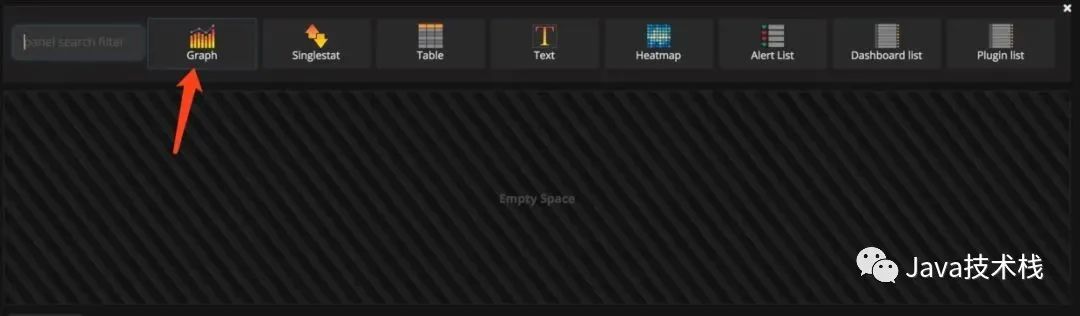 panel search filter
Graph
Singlestat
Table
Text
Heatmap
Alert List
Dashboard list
Plugin list
Empty Space
Java技术栈